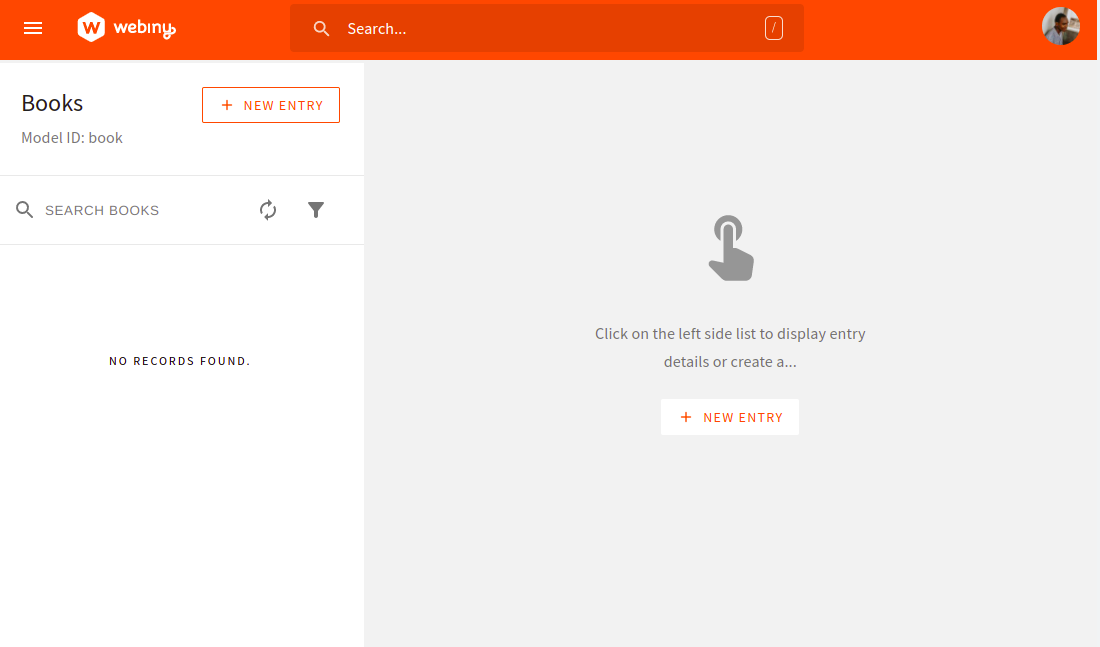 webiny
Search...
/
Books
+ NEW ENTRY
Model ID: book
SEARCH BOOKS
NO RECORDS FOUND.
Click on the left side list to display entry
details or create a...
+ NEW ENTRY